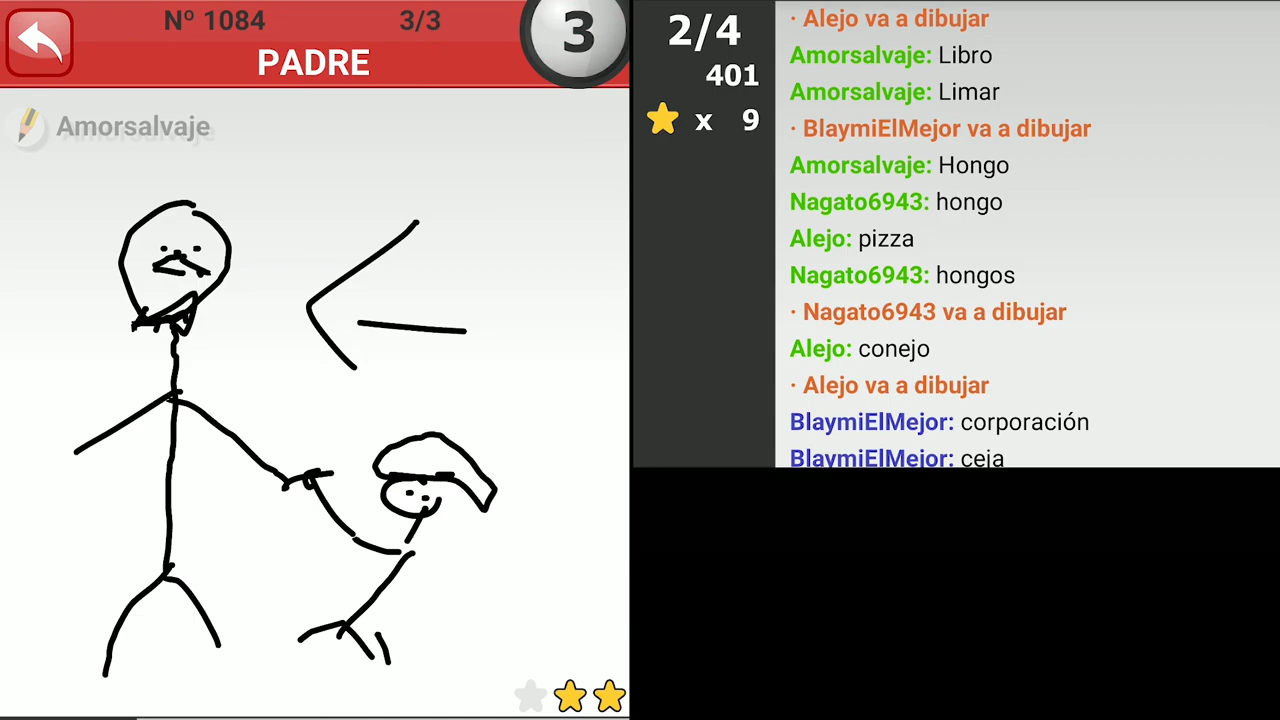 Nº 1084 3/3 3
PADRE
Amorsalvaje
2/4
401
x 9
· Alejo va a dibujar
Amorsalvaje: Libro
Amorsalvaje: Limar
· BlaymiElMejor va a dibujar
Amorsalvaje: Hongo
Nagato6943: hongo
Alejo: pizza
Nagato6943: hongos
· Nagato6943 va a dibujar
Alejo: conejo
· Alejo va a dibujar
BlaymiElMejor: corporación
BlaymiElMejor: ceja